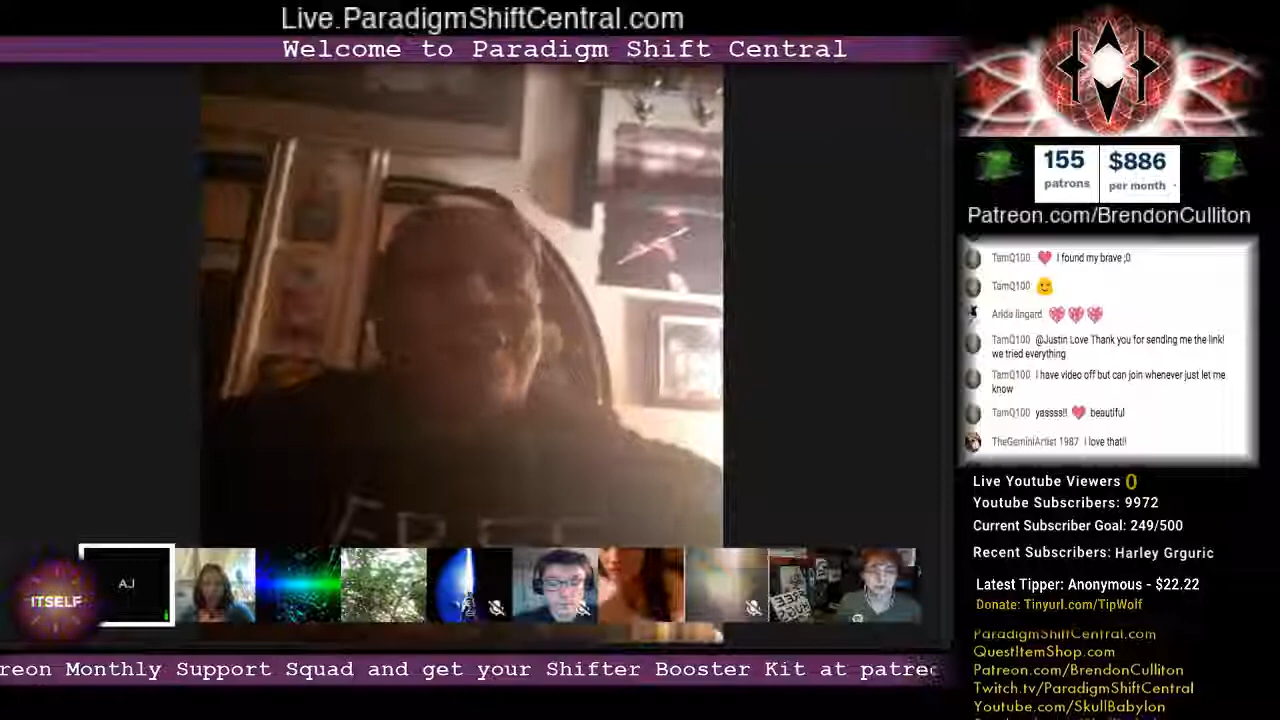 Live.ParadigmShiftCentral.com
Welcome to Paradigm Shift Central
FREE
AJ
ITSELF
reon Monthly Support Squad and get your Shifter Booster Kit at patre
155
patrons
$886
per month
Patreon.com/BrendonCulliton
TamQ100 I found my brave ;0
TamQ100
Arida lingard
TamQ100 @Justin Love Thank you for sending me the link!
we tried everything
TamQ100 I have video off but can join whenever just let me
know
TamQ100 yassss!! beautiful
TheGeminiArtist 1987 I love that!!
Live Youtube Viewers 0
Youtube Subscribers: 9972
Current Subscriber Goal: 249/500
Recent Subscribers: Harley Grguric
Latest Tipper: Anonymous - $22.22
Donate: Tinyurl.com/TipWolf
ParadigmShiftCentral.com
QuestItemShop.com
Patreon.com/BrendonCulliton
Twitch.tv/ParadigmShiftCentral
Youtube.com/SkullBabylon